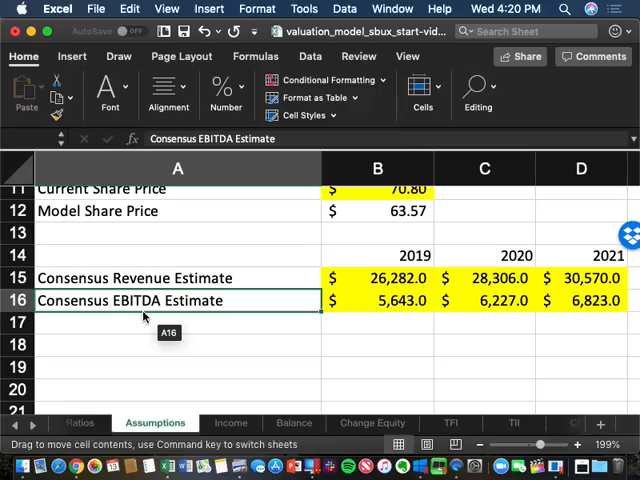 Excel File Edit View Insert Format Tools Data Window Help Wed 4:20 PM
AutoSave OFF valuation_model_sbux_start-vid... Search Sheet
Home Insert Draw Page Layout Formulas Data Review View Share Comments
Paste Font Alignment Number Conditional Formatting Format as Table Cell Styles Cells Editing
fx Consensus EBITDA Estimate
A B C D
11 Current Share Price $ 70.80
12 Model Share Price $ 63.57
13
14 2019 2020 2021
15 Consensus Revenue Estimate $ 26,282.0 $ 28,306.0 $ 30,570.0
16 Consensus EBITDA Estimate $ 5,643.0 $ 6,227.0 $ 6,823.0
17
A16
18
19
20
21
Ratios Assumptions Income Balance Change Equity TFI TII C
Drag to move cell contents, use Command key to switch sheets 199%